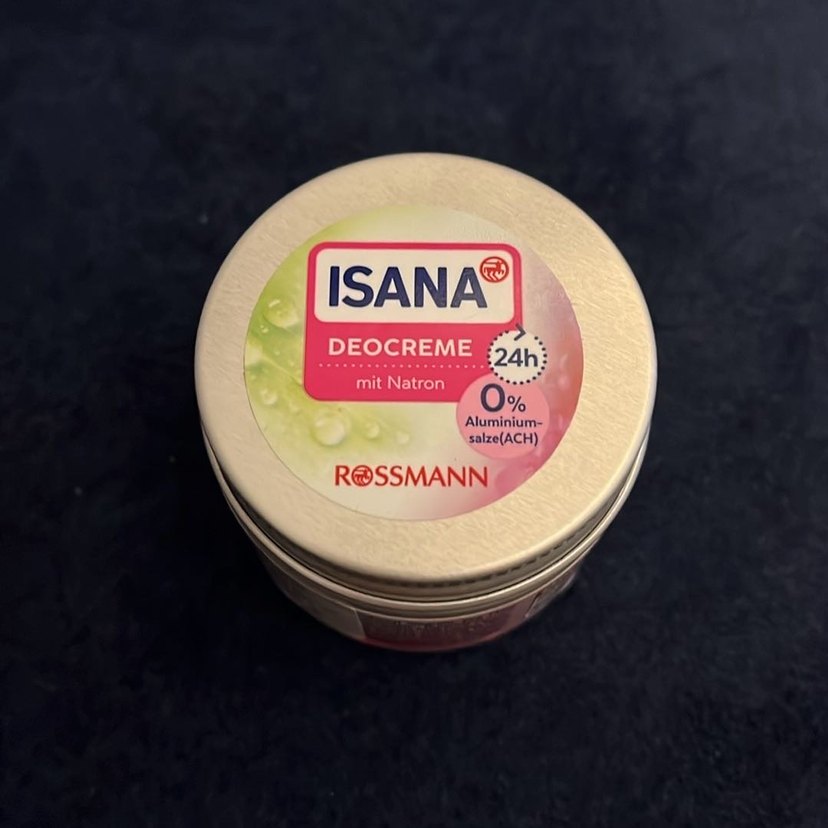 ISANA
DEOCREME
mit Natron
24h
0%
Aluminium-
salze(ACH)
ROSSMANN